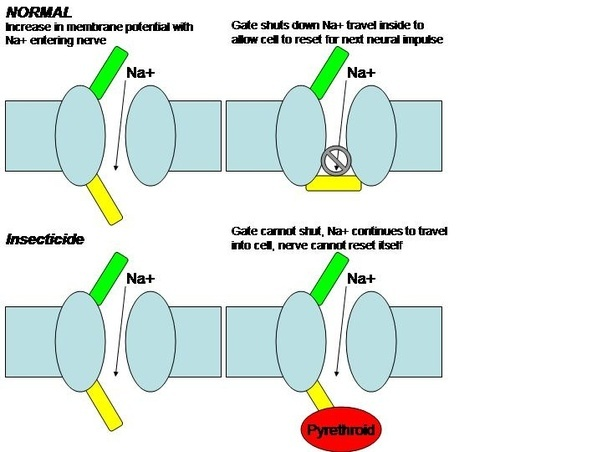 NORMAL
Increase in membrane potential with
Na+ entering nerve
Gate shuts down Na+ travel inside to
allow cell to reset for next neural impulse
Na+
Na+
Insecticide
Gate cannot shut, Na+ continues to travel
into cell, nerve cannot reset itself
Na+
Na+
Pyrethroid